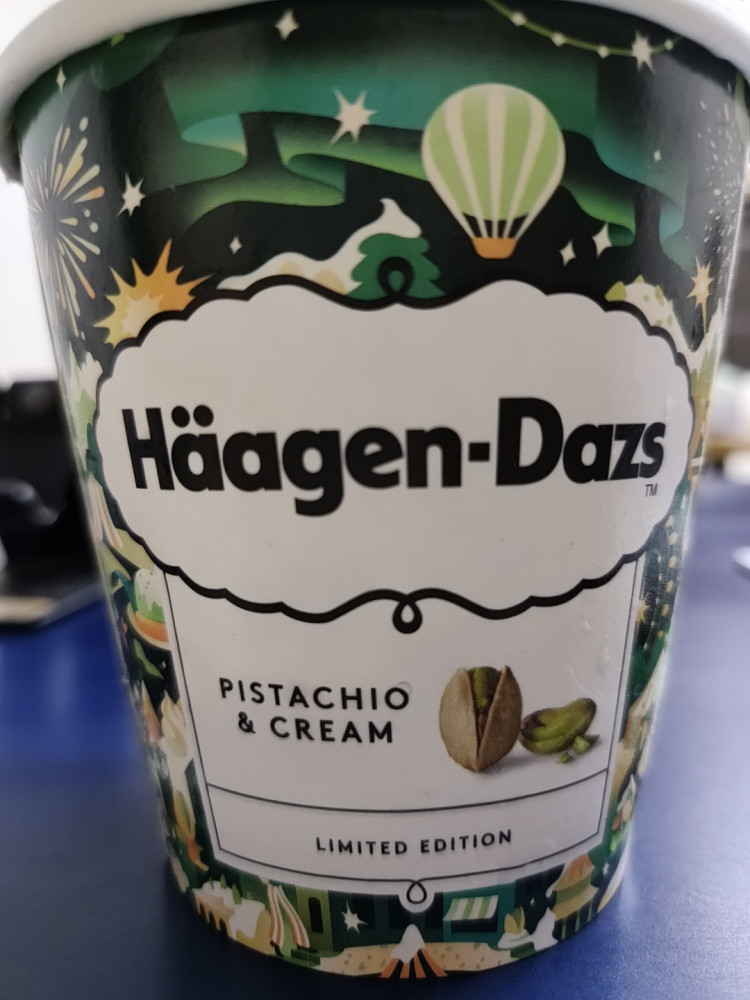 Häagen-Dazs
TM
PISTACHIO
& CREAM
LIMITED EDITION